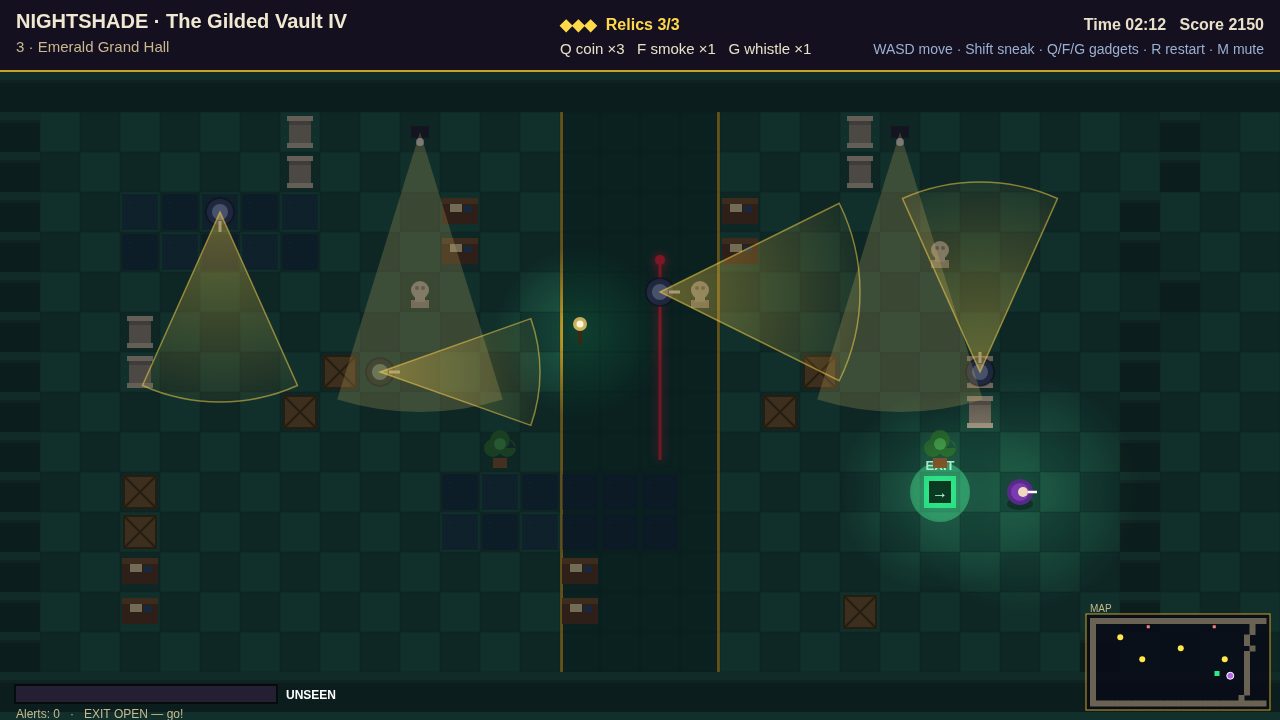 NIGHTSHADE · The Gilded Vault IV
3 · Emerald Grand Hall
◆◆◆ Relics 3/3
Q coin ×3 F smoke ×1 G whistle ×1
Time 02:12 Score 2150
WASD move · Shift sneak · Q/F/G gadgets · R restart · M mute
EXIT
→
MAP
UNSEEN
Alerts: 0 · EXIT OPEN — go!